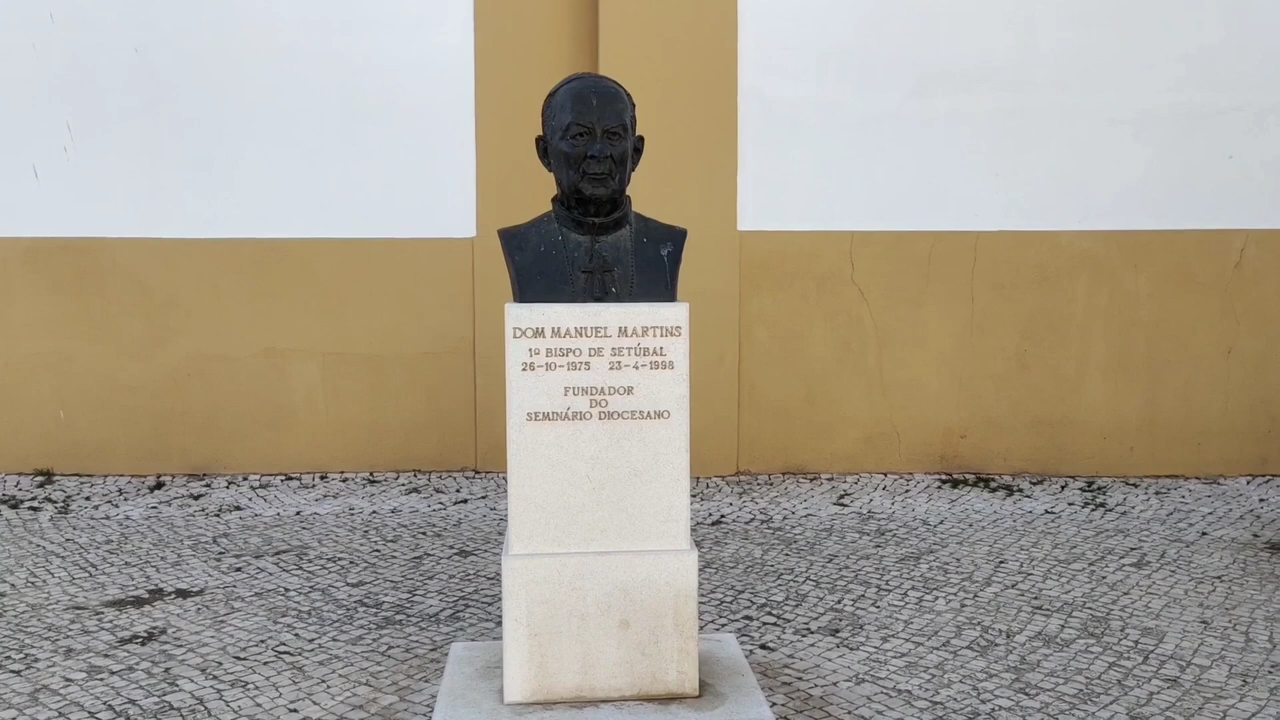 DOM MANUEL MARTINS
1º BISPO DE SETÚBAL
26-10-1975 23-4-1998
FUNDADOR
DO
SEMINÁRIO DIOCESANO